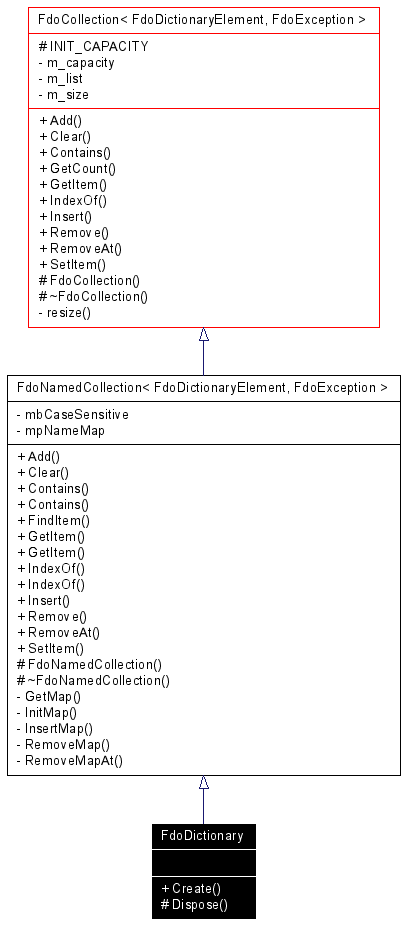 FdoCollection< FdoDictionaryElement, FdoException >
# INIT_CAPACITY
- m_capacity
- m_list
- m_size
+ Add()
+ Clear()
+ Contains()
+ GetCount()
+ GetItem()
+ IndexOf()
+ Insert()
+ Remove()
+ RemoveAt()
+ SetItem()
# FdoCollection()
# ~FdoCollection()
- resize()
FdoNamedCollection< FdoDictionaryElement, FdoException >
- mbCaseSensitive
- mpNameMap
+ Add()
+ Clear()
+ Contains()
+ Contains()
+ FindItem()
+ GetItem()
+ GetItem()
+ IndexOf()
+ IndexOf()
+ Insert()
+ Remove()
+ RemoveAt()
+ SetItem()
# FdoNamedCollection()
# ~FdoNamedCollection()
- GetMap()
- InitMap()
- InsertMap()
- RemoveMap()
- RemoveMapAt()
FdoDictionary
+ Create()
# Dispose()